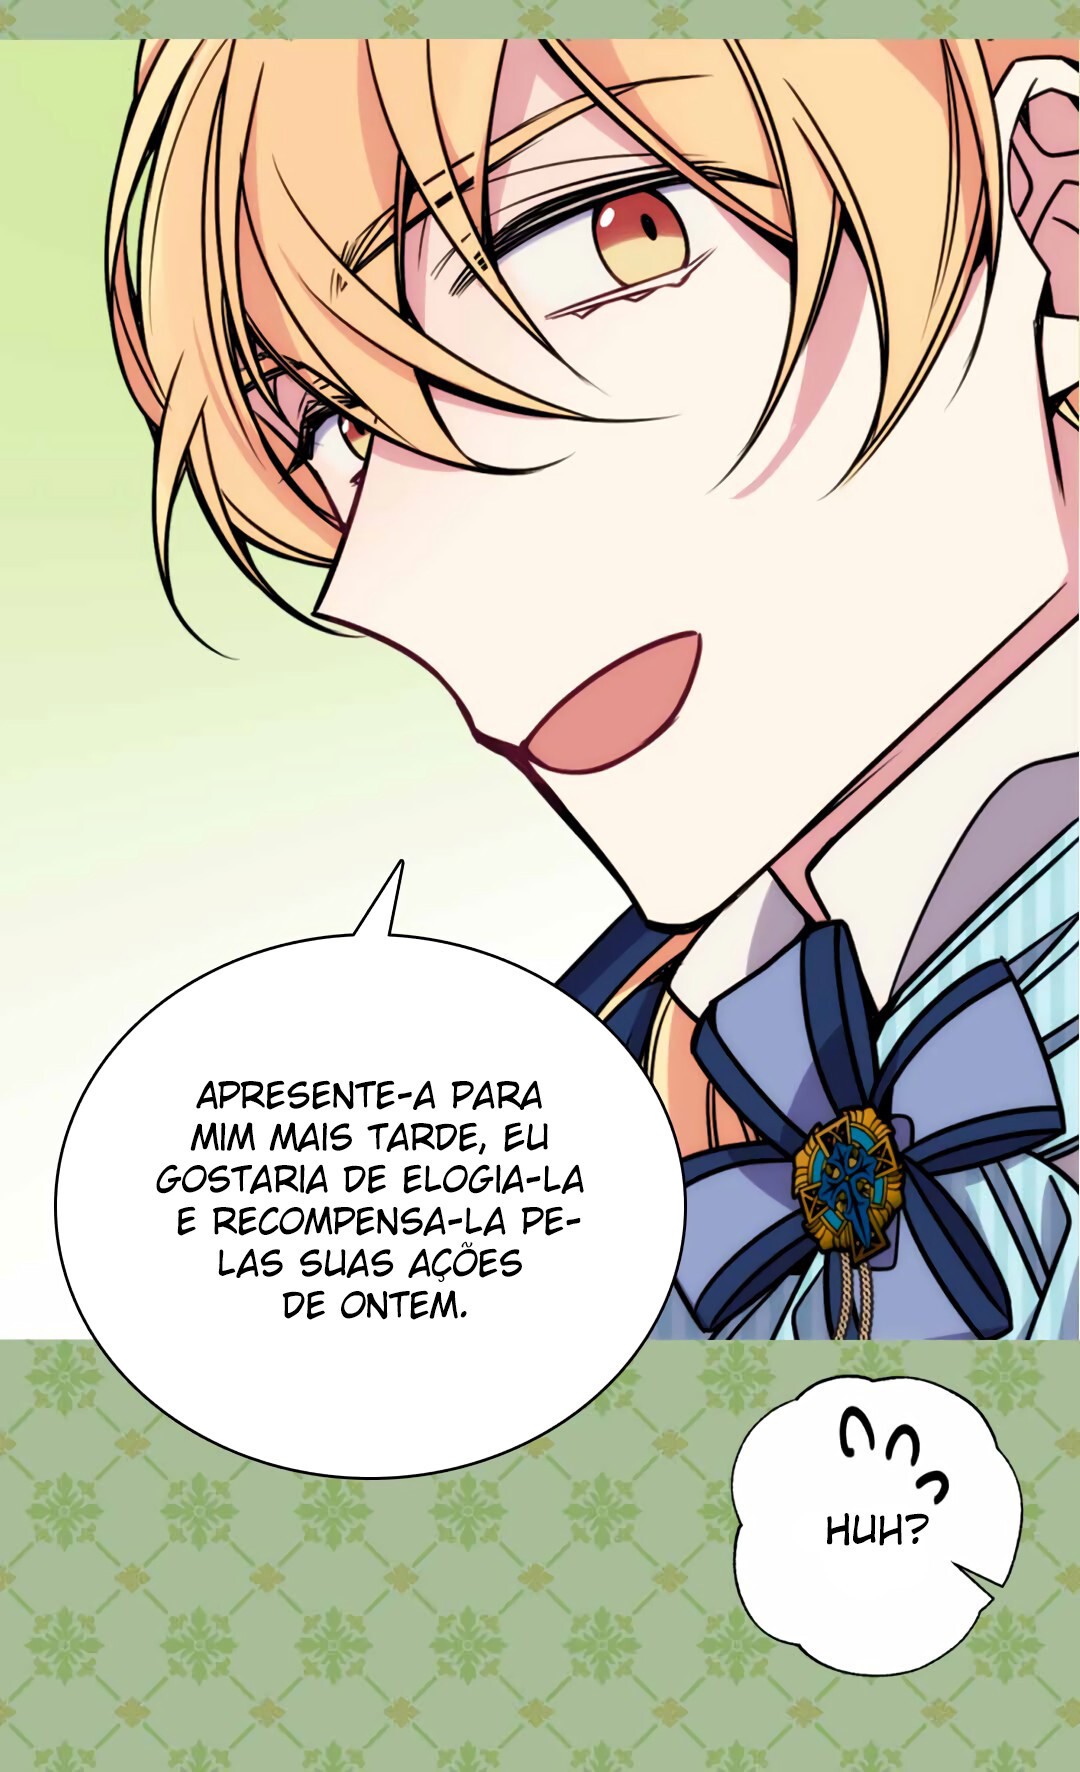 APRESENTE-A PARA
MIM MAIS TARDE, EU
GOSTARIA DE ELOGIA-LA
E RECOMPENSA-LA PE-
LAS SUAS AÇÕES
DE ONTEM.
HUH?